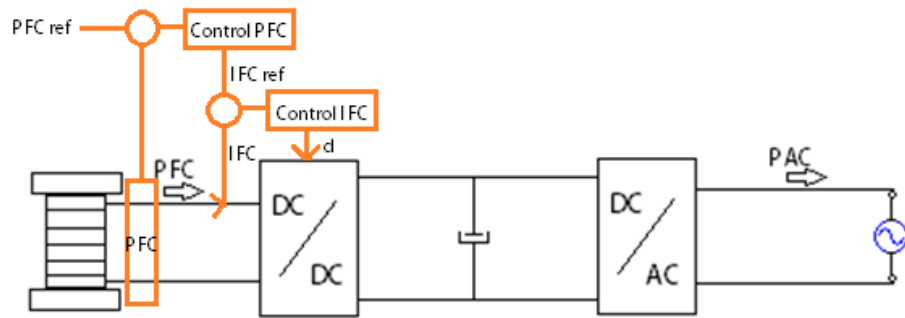 PFC ref
Control PFC
IFC ref
Control IFC
IFC
d
PFC
PAC
PFC
DC
DC
DC
AC